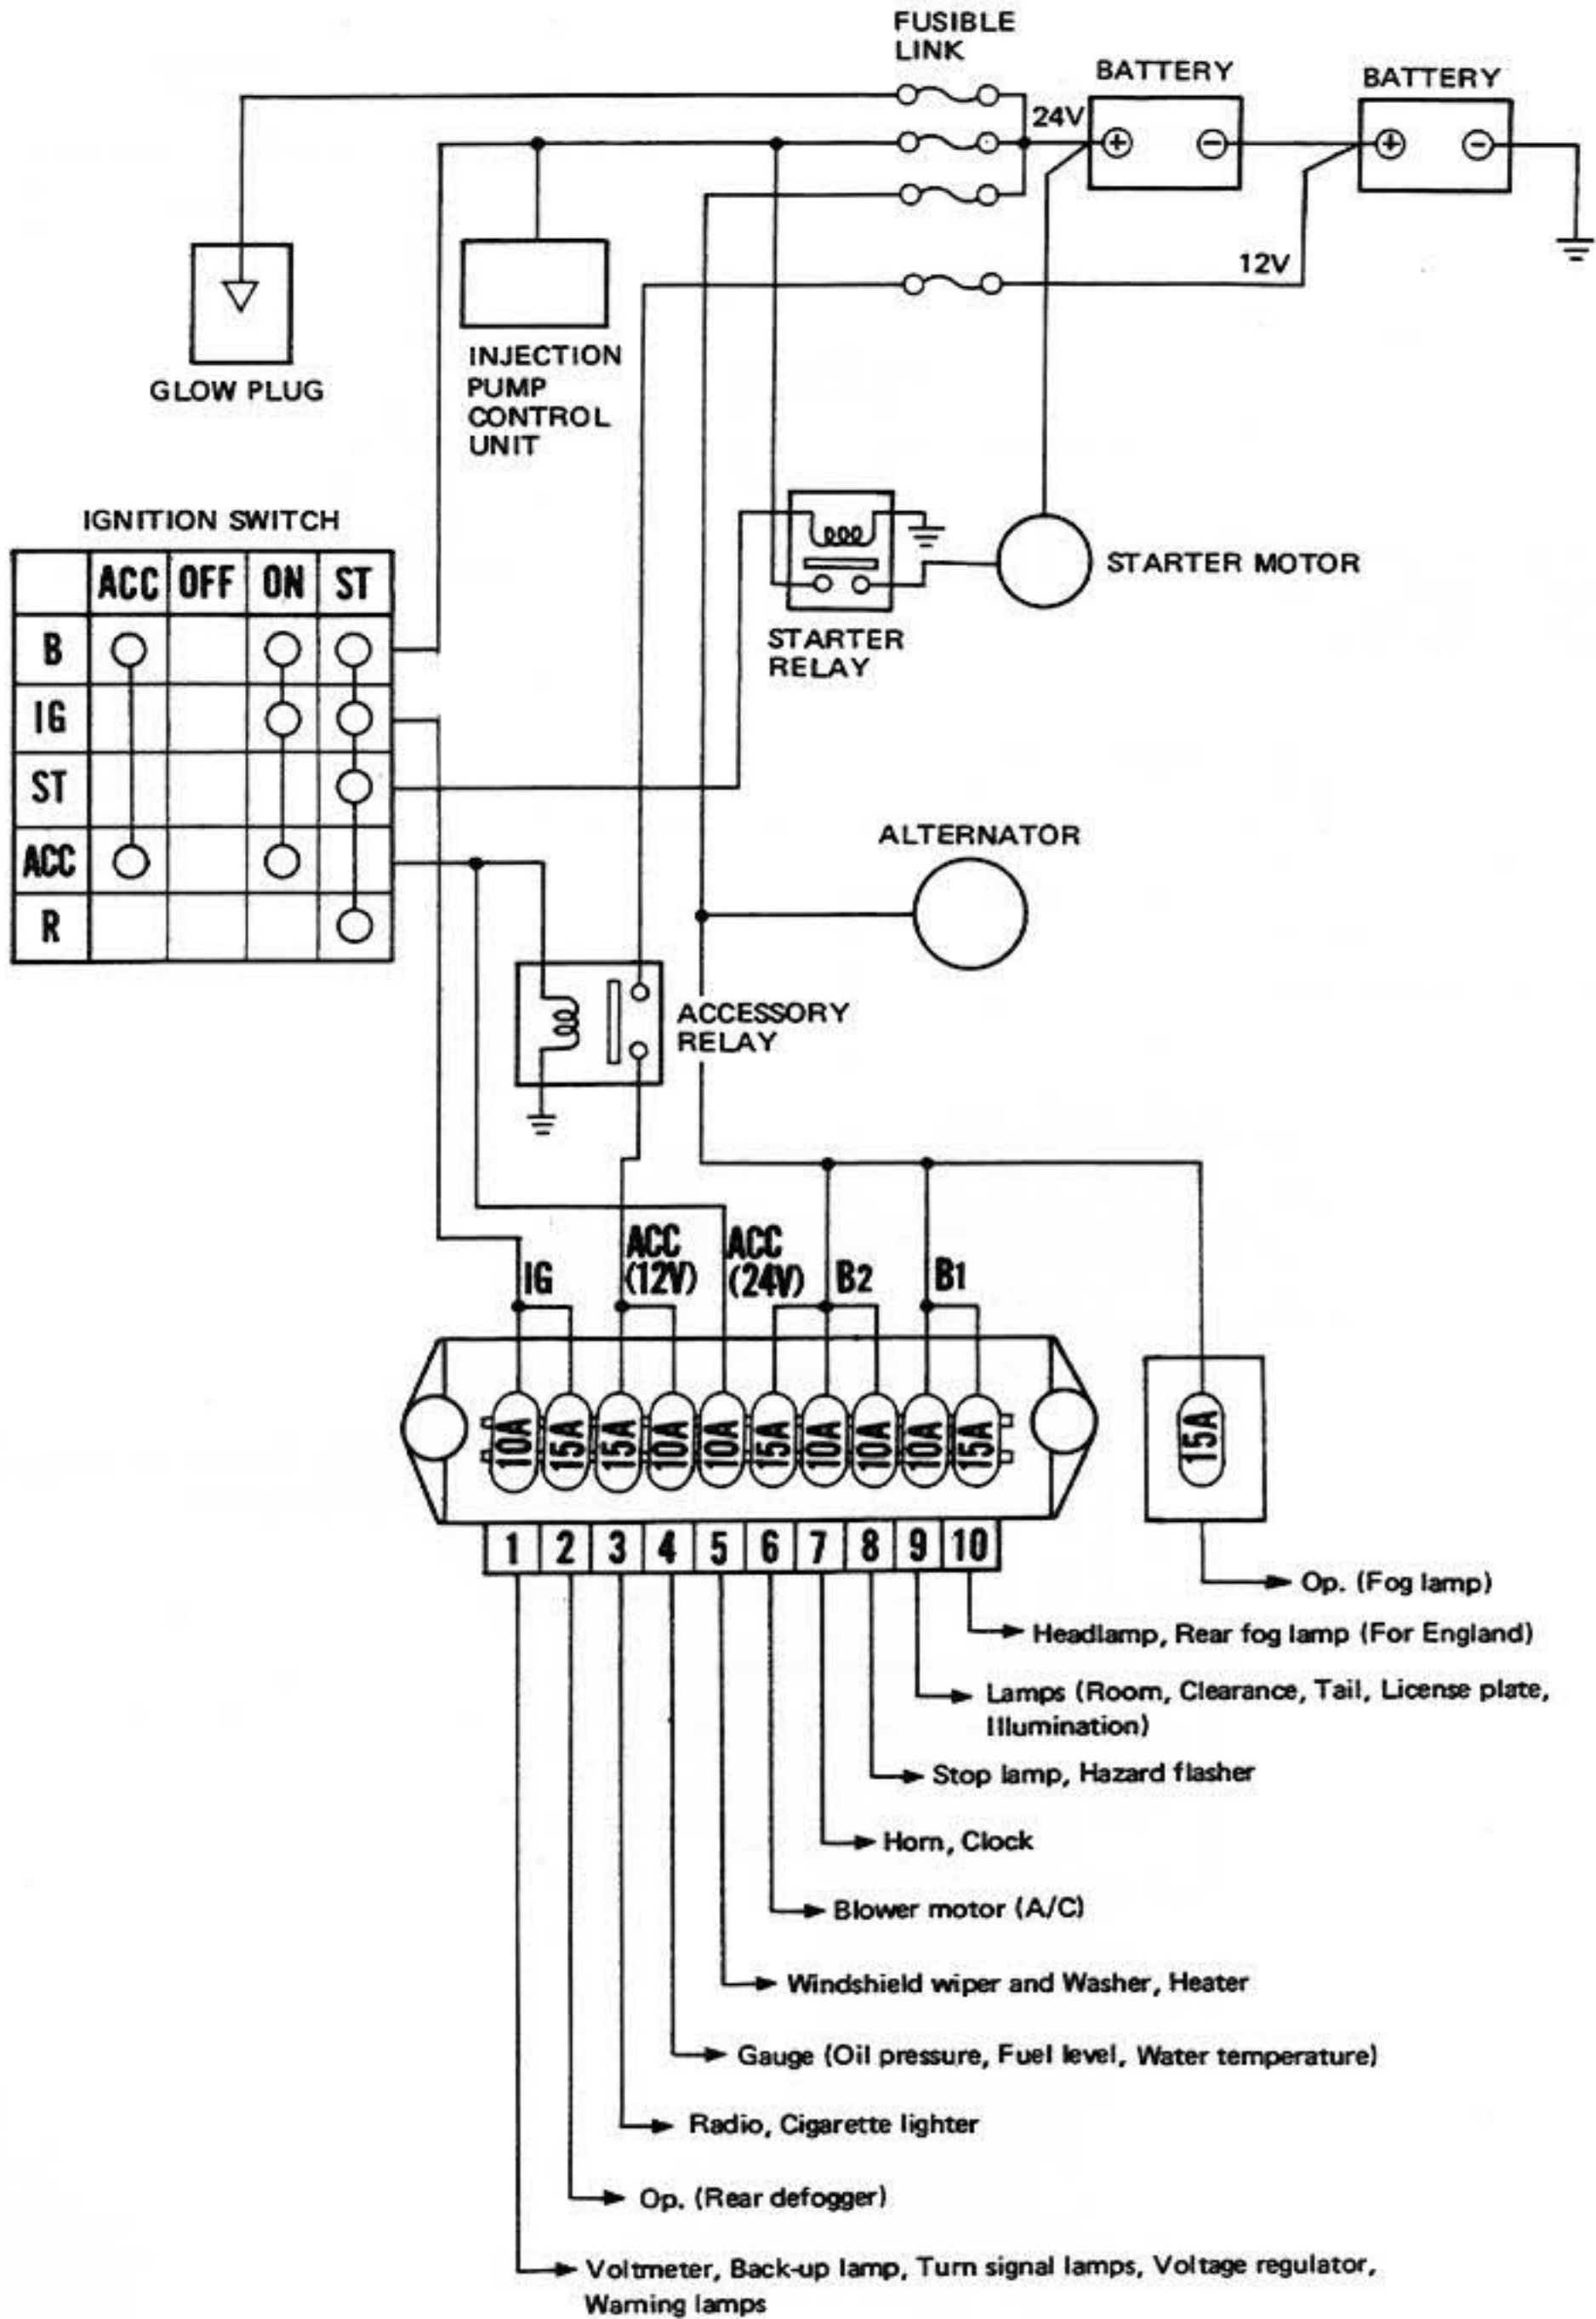 FUSIBLE
LINK
BATTERY
BATTERY
24V
12V
GLOW PLUG
INJECTION
PUMP
CONTROL
UNIT
IGNITION SWITCH
ACC OFF ON ST
B
IG
ST
ACC
R
STARTER MOTOR
STARTER
RELAY
ALTERNATOR
ACCESSORY
RELAY
IG
ACC
(12V)
ACC
(24V)
B2
B1
10A 15A 15A 10A 10A 15A 10A 10A 10A 15A
15A
1 2 3 4 5 6 7 8 9 10
Op. (Fog lamp)
Headlamp, Rear fog lamp (For England)
Lamps (Room, Clearance, Tail, License plate,
Illumination)
Stop lamp, Hazard flasher
Horn, Clock
Blower motor (A/C)
Windshield wiper and Washer, Heater
Gauge (Oil pressure, Fuel level, Water temperature)
Radio, Cigarette lighter
Op. (Rear defogger)
Voltmeter, Back-up lamp, Turn signal lamps, Voltage regulator,
Warning lamps